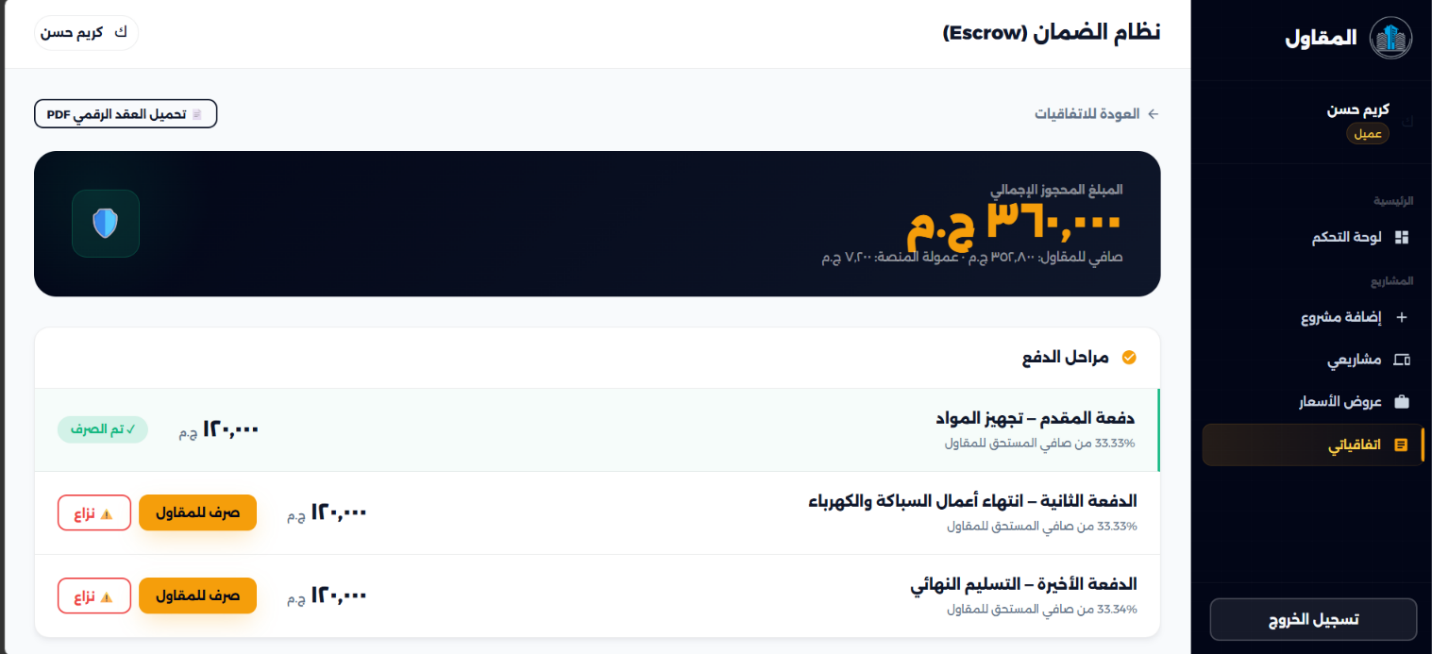 المقاول
كريم حسن
عميل
الرئيسية
لوحة التحكم
المشاريع
إضافة مشروع
مشاريعي
عروض الأسعار
اتفاقياتي
تسجيل الخروج
نظام الضمان (Escrow)
ك كريم حسن
← العودة للاتفاقيات
تحميل العقد الرقمي PDF
المبلغ المحجوز الإجمالي
٣٦٠,٠٠٠ ج.م
صافي للمقاول: ٣٥٢,٨٠٠ ج.م · عمولة المنصة: ٧,٢٠٠ ج.م
مراحل الدفع
دفعة المقدم – تجهيز المواد
33.33% من صافي المستحق للمقاول
١٢٠,٠٠٠ ج.م
✓ تم الصرف
الدفعة الثانية – انتهاء أعمال السباكة والكهرباء
33.33% من صافي المستحق للمقاول
١٢٠,٠٠٠ ج.م
صرف للمقاول
⚠ نزاع
الدفعة الأخيرة – التسليم النهائي
33.34% من صافي المستحق للمقاول
١٢٠,٠٠٠ ج.م
صرف للمقاول
⚠ نزاع